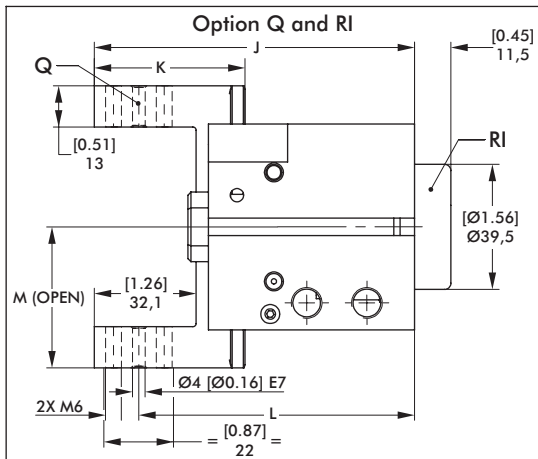 Option Q and RI
J
[0.45]
11,5
K
Q
[0.51]
13
RI
[Ø1.56]
Ø39,5
[1.26]
32,1
M (OPEN)
Ø4 [Ø0.16] E7
2X M6
L
= [0.87] =
22